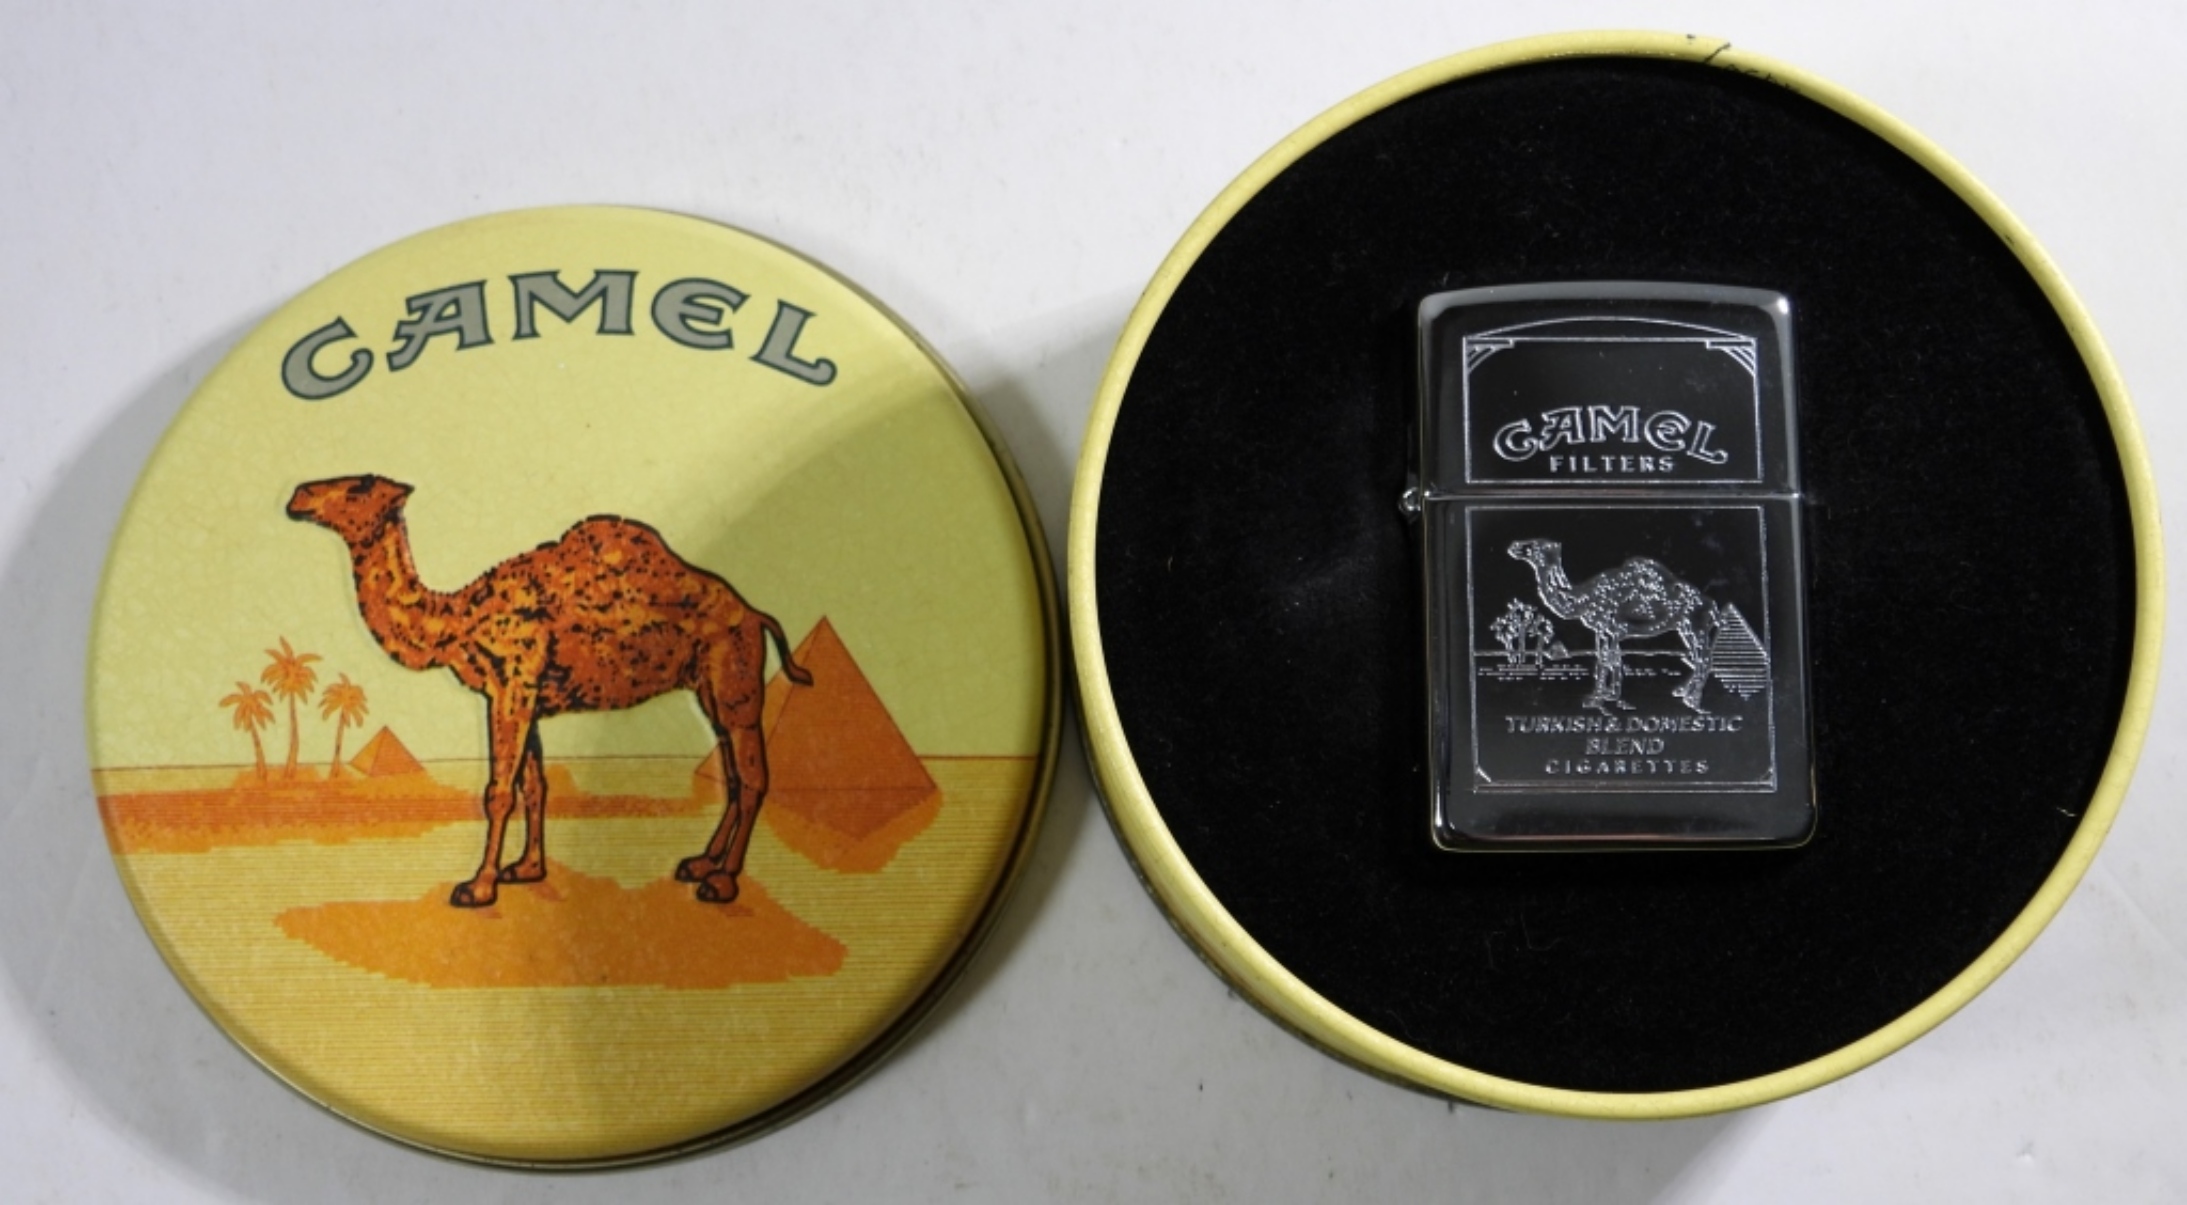 CAMEL
CAMEL
FILTERS
TURKISH & DOMESTIC
BLEND
CIGARETTES